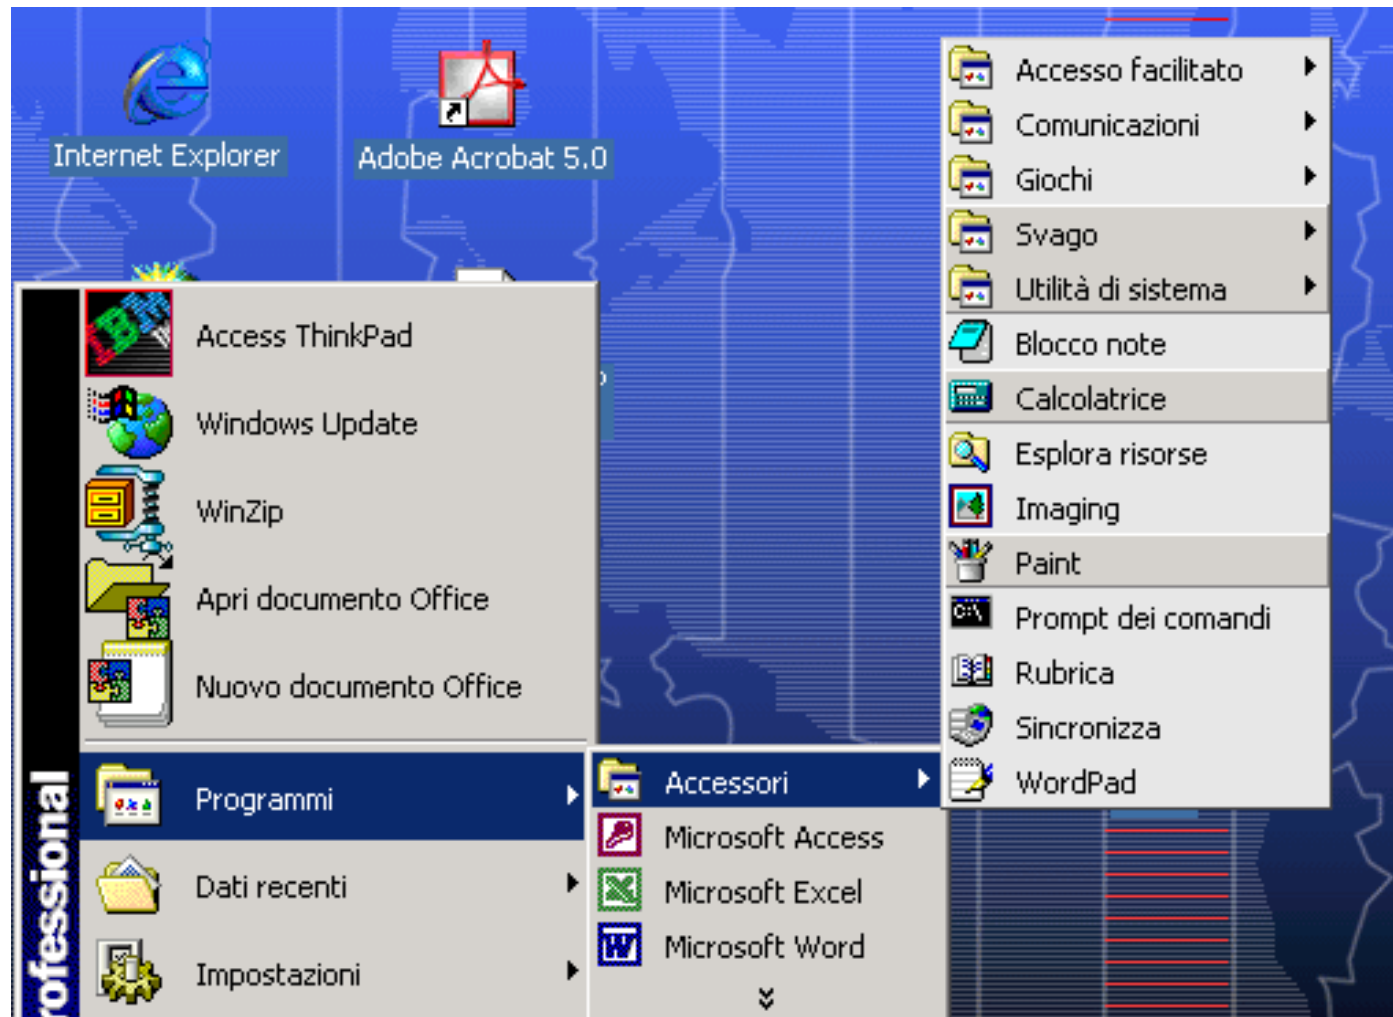 Internet Explorer
Adobe Acrobat 5.0
Access ThinkPad
Windows Update
WinZip
Apri documento Office
Nuovo documento Office
Programmi
Dati recenti
Impostazioni
rofessional
Accessori
Microsoft Access
Microsoft Excel
Microsoft Word
Accesso facilitato
Comunicazioni
Giochi
Svago
Utilità di sistema
Blocco note
Calcolatrice
Esplora risorse
Imaging
Paint
Prompt dei comandi
Rubrica
Sincronizza
WordPad
IBM
C:\